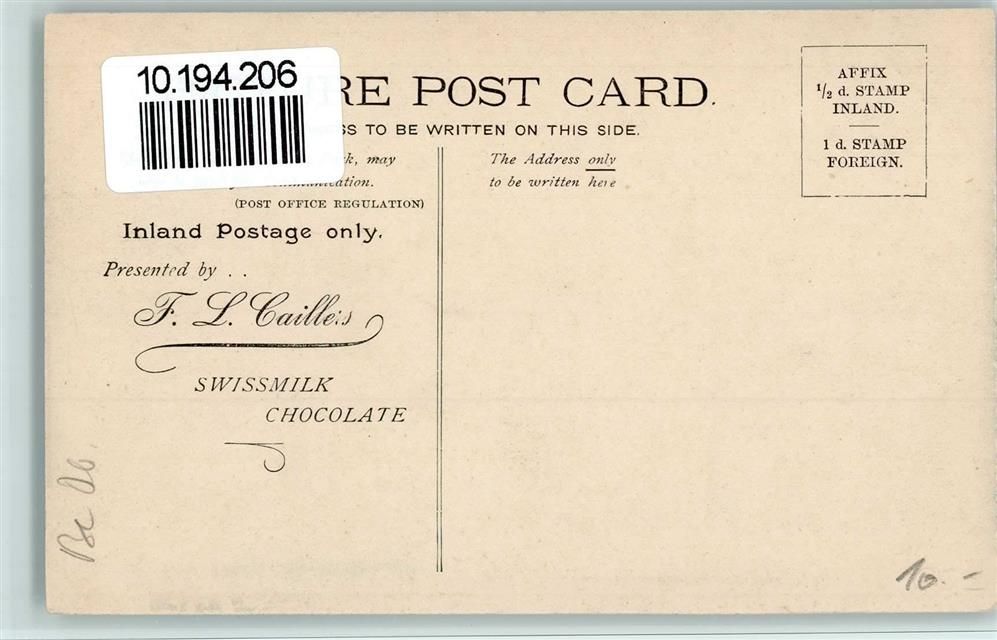 10.194.206
RE POST CARD.
SS TO BE WRITTEN ON THIS SIDE.
may
The Address only
to be written here
(POST OFFICE REGULATION)
Inland Postage only.
Presented by . .
F. L. Cailler's
SWISSMILK
CHOCOLATE
AFFIX
1/2 d. STAMP
INLAND.
1 d. STAMP
FOREIGN.
10.-